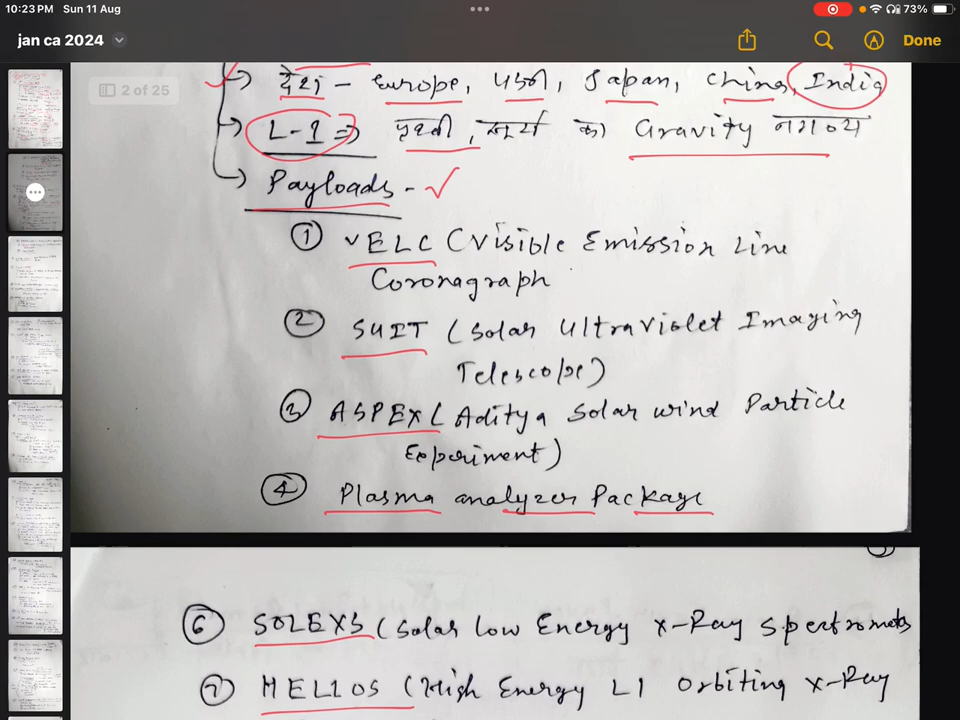 10:23 PM Sun 11 Aug 73%
jan ca 2024 Done
2 of 25
देश - Europe, USA, Japan, China, India
L-1 => पृथ्वी, सूर्य का Gravity नगण्य
Payloads -
① VELC (Visible Emission Line
Coronagraph
② SUIT (Solar Ultraviolet Imaging
Telescope)
③ ASPEX (Aditya Solar wind Particle
Experiment)
④ Plasma analyzer Package
⑥ SOLEXS (Solar Low Energy X-Ray Spectrometer
⑦ HEL1OS (High Energy L1 Orbiting X-Ray